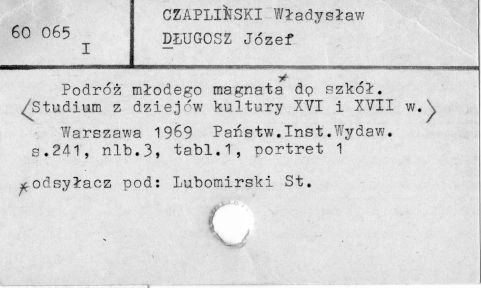 CZAPLIŃSKI Władysław
60 065
I
DŁUGOSZ Józef
Podróż młodego magnata* do szkół.
<Studium z dziejów kultury XVI i XVII w.>
Warszawa 1969 Państw.Inst.Wydaw.
s.241, nlb.3, tabl.1, portret 1
*odsyłacz pod: Lubomirski St.